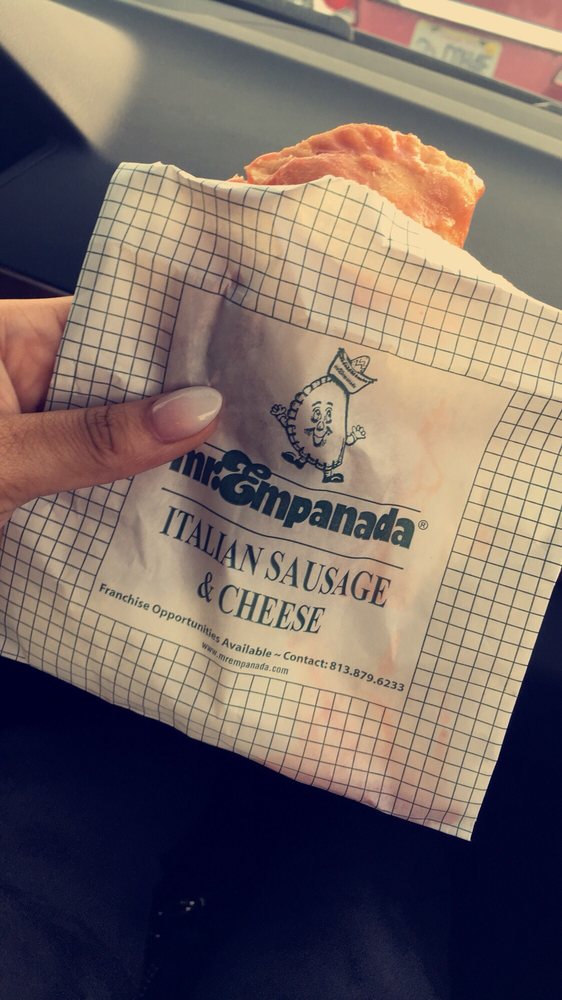 mr. Empanada®
ITALIAN SAUSAGE
& CHEESE
Franchise Opportunities Available ~ Contact: 813.879.6233
www.mrempanada.com